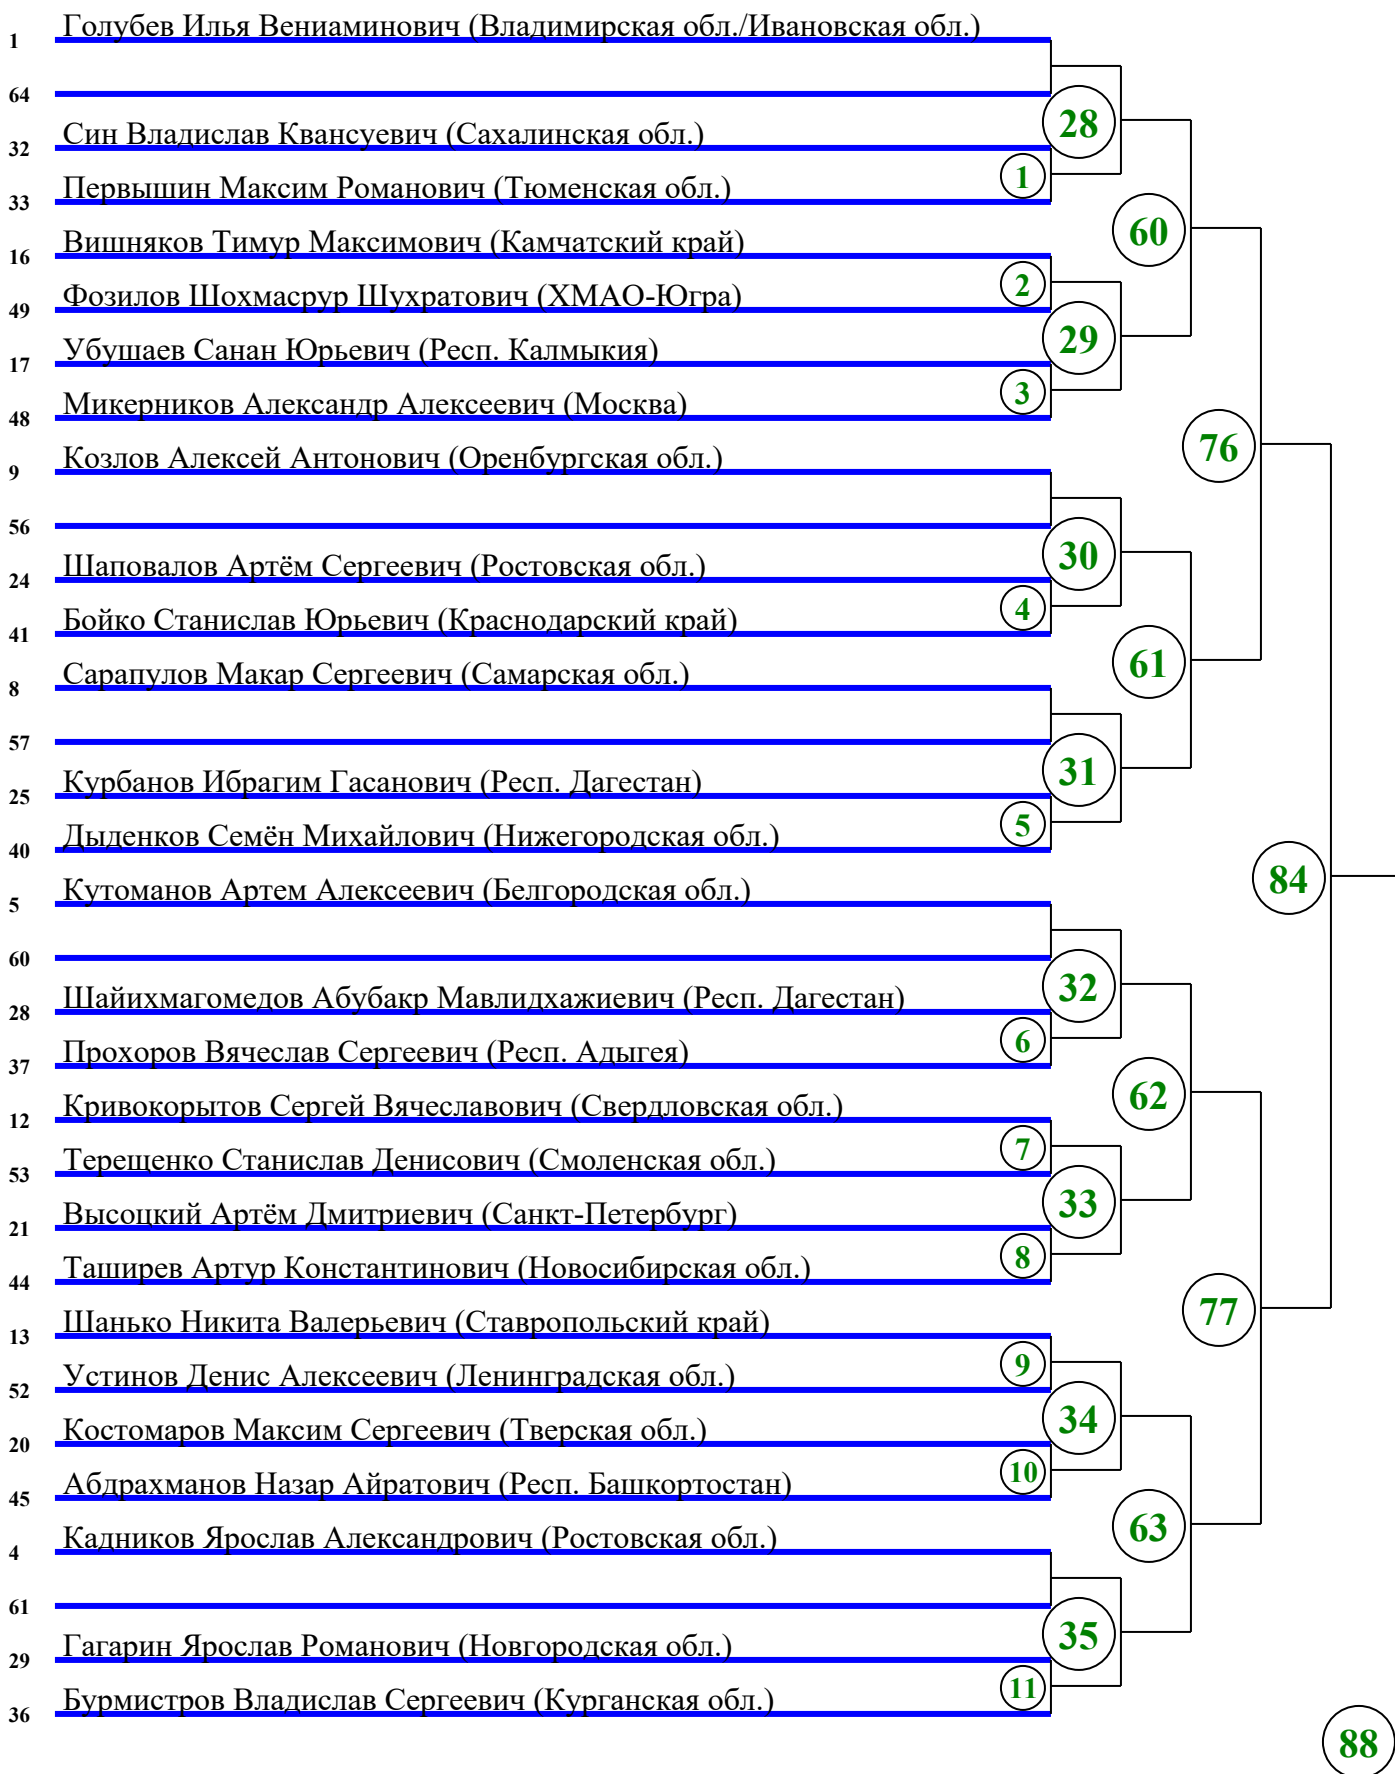 1 Голубев Илья Вениаминович (Владимирская обл./Ивановская обл.)
64
28
32 Син Владислав Квансуевич (Сахалинская обл.)
1
33 Первышин Максим Романович (Тюменская обл.)
60
16 Вишняков Тимур Максимович (Камчатский край)
2
49 Фозилов Шохмасрур Шухратович (ХМАО-Югра)
29
17 Убушаев Санан Юрьевич (Респ. Калмыкия)
3
48 Микерников Александр Алексеевич (Москва)
76
9 Козлов Алексей Антонович (Оренбургская обл.)
56
30
24 Шаповалов Артём Сергеевич (Ростовская обл.)
4
41 Бойко Станислав Юрьевич (Краснодарский край)
61
8 Сарапулов Макар Сергеевич (Самарская обл.)
57
31
25 Курбанов Ибрагим Гасанович (Респ. Дагестан)
5
40 Дыденков Семён Михайлович (Нижегородская обл.)
84
5 Кутоманов Артем Алексеевич (Белгородская обл.)
60
32
28 Шайихмагомедов Абубакр Мавлидхажиевич (Респ. Дагестан)
6
37 Прохоров Вячеслав Сергеевич (Респ. Адыгея)
62
12 Кривокорытов Сергей Вячеславович (Свердловская обл.)
7
53 Терещенко Станислав Денисович (Смоленская обл.)
33
21 Высоцкий Артём Дмитриевич (Санкт-Петербург)
8
44 Таширев Артур Константинович (Новосибирская обл.)
77
13 Шанько Никита Валерьевич (Ставропольский край)
9
52 Устинов Денис Алексеевич (Ленинградская обл.)
34
20 Костомаров Максим Сергеевич (Тверская обл.)
10
45 Абдрахманов Назар Айратович (Респ. Башкортостан)
63
4 Кадников Ярослав Александрович (Ростовская обл.)
61
35
29 Гагарин Ярослав Романович (Новгородская обл.)
11
36 Бурмистров Владислав Сергеевич (Курганская обл.)
88